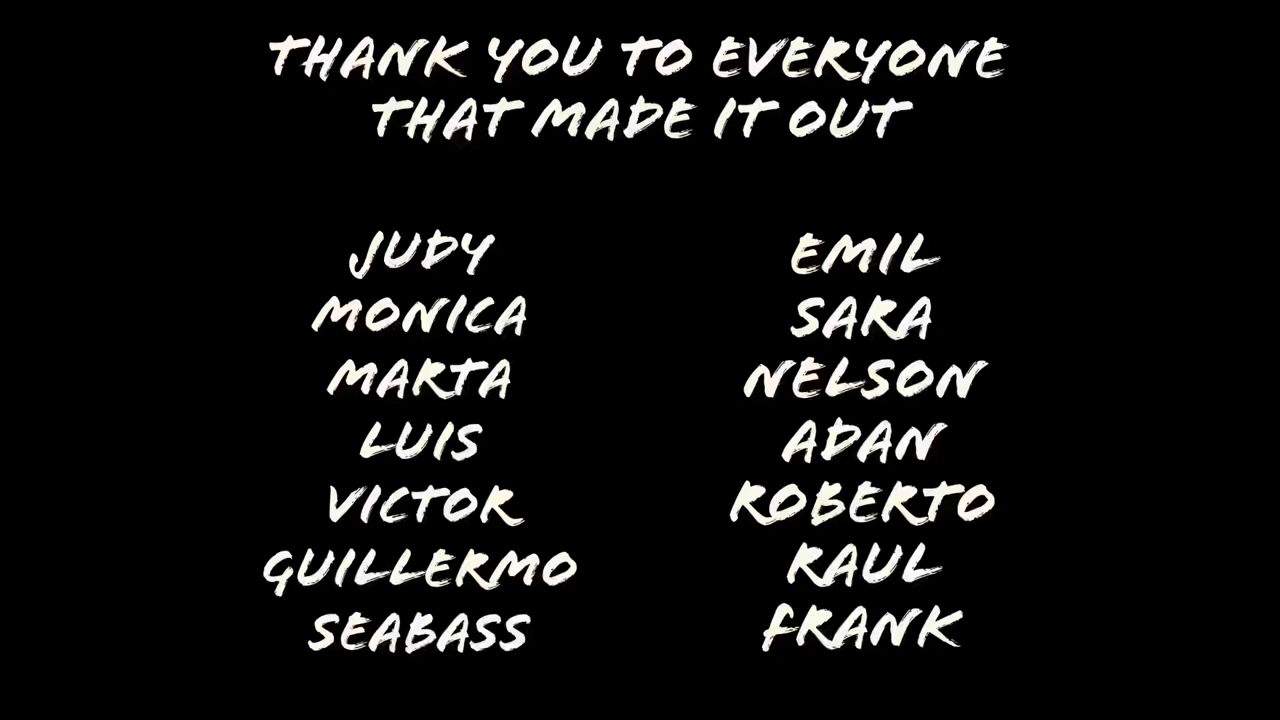 THANK YOU TO EVERYONE
THAT MADE IT OUT
JUDY
MONICA
MARTA
LUIS
VICTOR
GUILLERMO
SEABASS
EMIL
SARA
NELSON
ADAN
ROBERTO
RAUL
FRANK